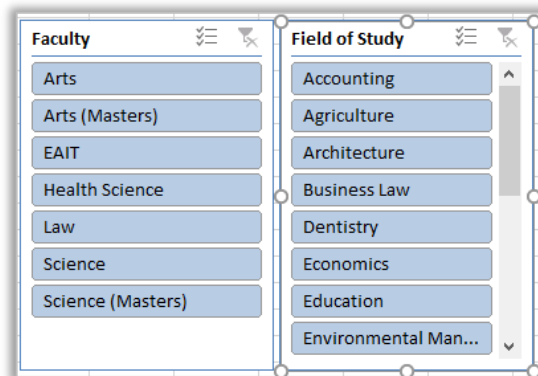 Faculty
Arts
Arts (Masters)
EAIT
Health Science
Law
Science
Science (Masters)
Field of Study
Accounting
Agriculture
Architecture
Business Law
Dentistry
Economics
Education
Environmental Man...